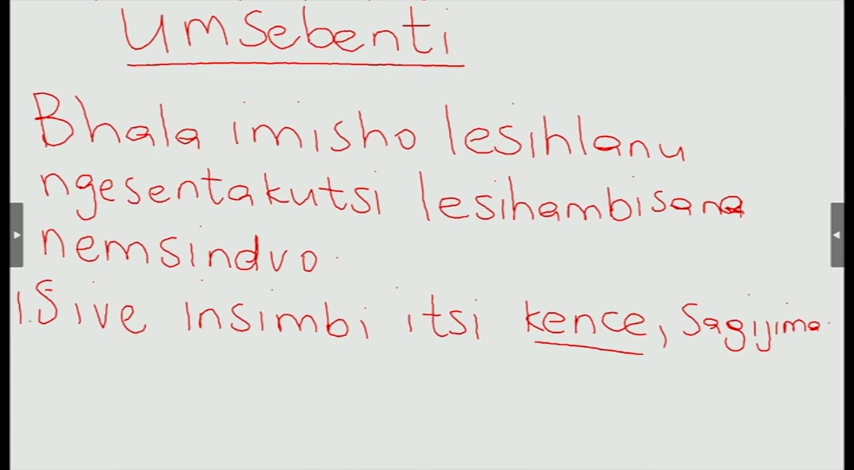 Umsebenti
Bhala imisho lesihlanu
ngesentakutsi lesihambisana
nemsindvo.
1. Sive insimbi itsi kence, Sagijima.